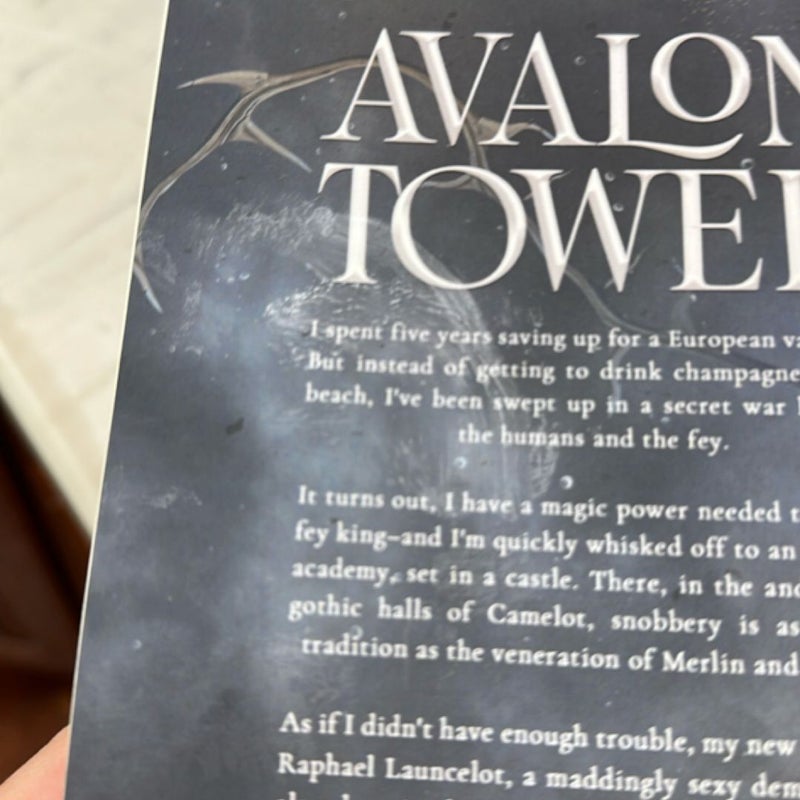 AVALON
TOWE
I spent five years saving up for a European va
But instead of getting to drink champagne
beach, I've been swept up in a secret war
the humans and the fey.
It turns out, I have a magic power needed t
fey king–and I'm quickly whisked off to an
academy, set in a castle. There, in the anc
gothic halls of Camelot, snobbery is as
tradition as the veneration of Merlin and
As if I didn't have enough trouble, my new
Raphael Launcelot, a maddingly sexy dem